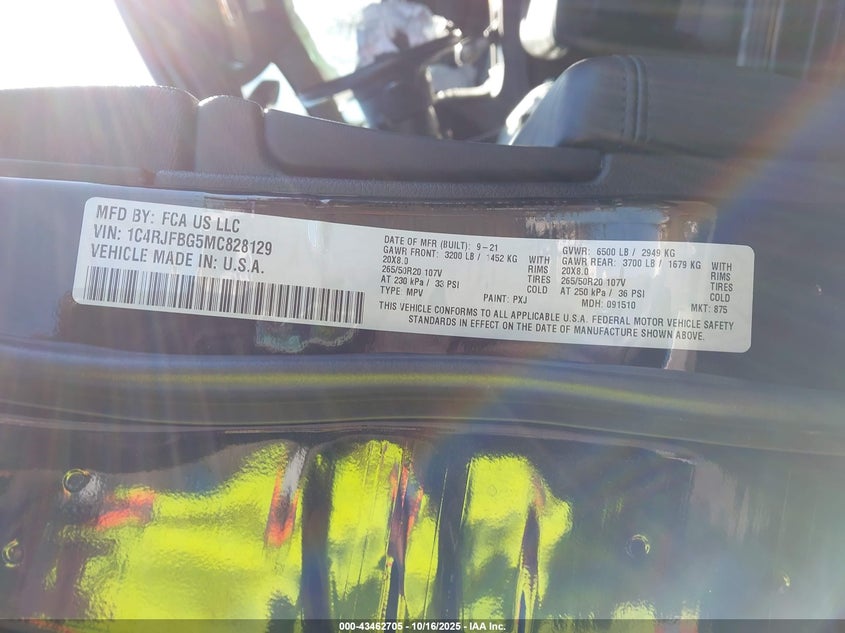 MFD BY: FCA US LLC
VIN: 1C4RJFBG5MC828129
VEHICLE MADE IN: U.S.A.
DATE OF MFR (BUILT): 9-21
GAWR FRONT: 3200 LB / 1452 KG WITH
20X8.0 RIMS
265/50R20 107V TIRES
AT 230 kPa / 33 PSI COLD
TYPE: MPV PAINT: PXJ
GVWR: 6500 LB / 2949 KG
GAWR REAR: 3700 LB / 1679 KG WITH
20X8.0 RIMS
265/50R20 107V TIRES
AT 250 kPa / 36 PSI COLD
MDH: 091510 MKT: 875
THIS VEHICLE CONFORMS TO ALL APPLICABLE U.S.A. FEDERAL MOTOR VEHICLE SAFETY
STANDARDS IN EFFECT ON THE DATE OF MANUFACTURE SHOWN ABOVE.
000-43462705 - 10/16/2025 - IAA Inc.